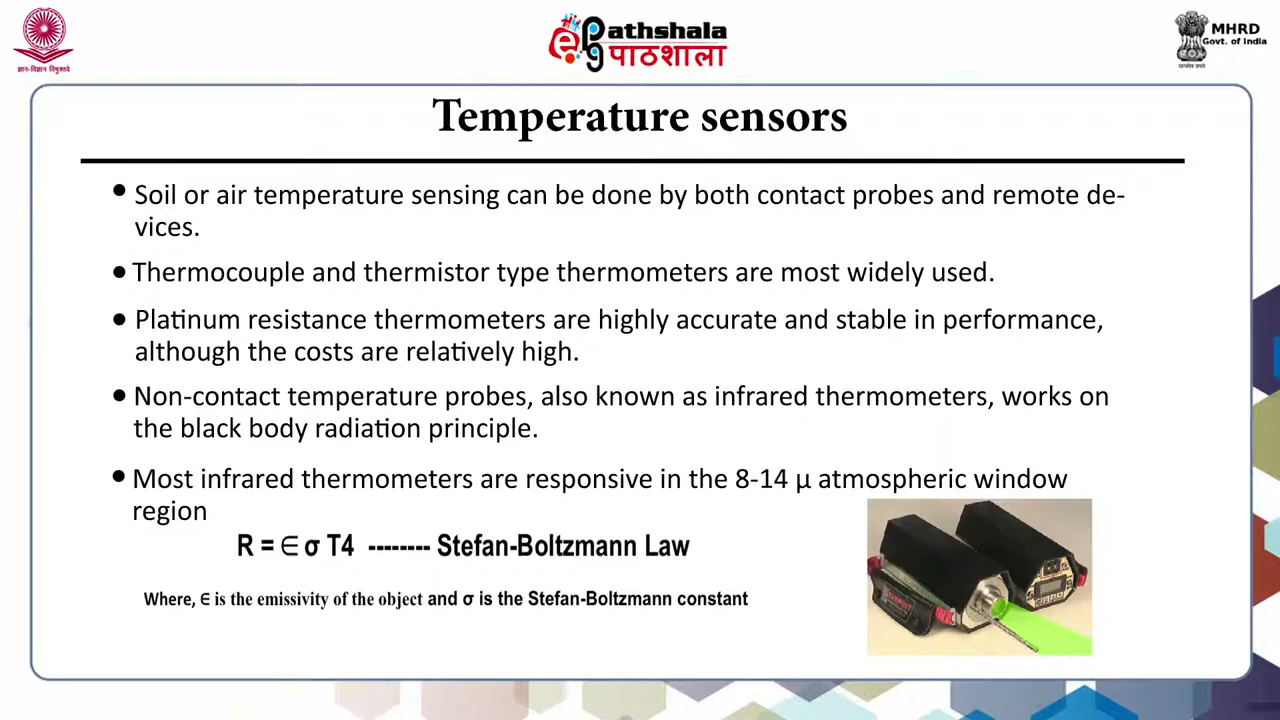 ज्ञान-विज्ञान विमुक्तये
ePg Pathshala
पाठशाला
MHRD
Govt. of India
Temperature sensors
• Soil or air temperature sensing can be done by both contact probes and remote de-
vices.
• Thermocouple and thermistor type thermometers are most widely used.
• Platinum resistance thermometers are highly accurate and stable in performance,
although the costs are relatively high.
• Non-contact temperature probes, also known as infrared thermometers, works on
the black body radiation principle.
• Most infrared thermometers are responsive in the 8-14 µ atmospheric window
region
R = ∈ σ T4 -------- Stefan-Boltzmann Law
Where, ∈ is the emissivity of the object and σ is the Stefan-Boltzmann constant